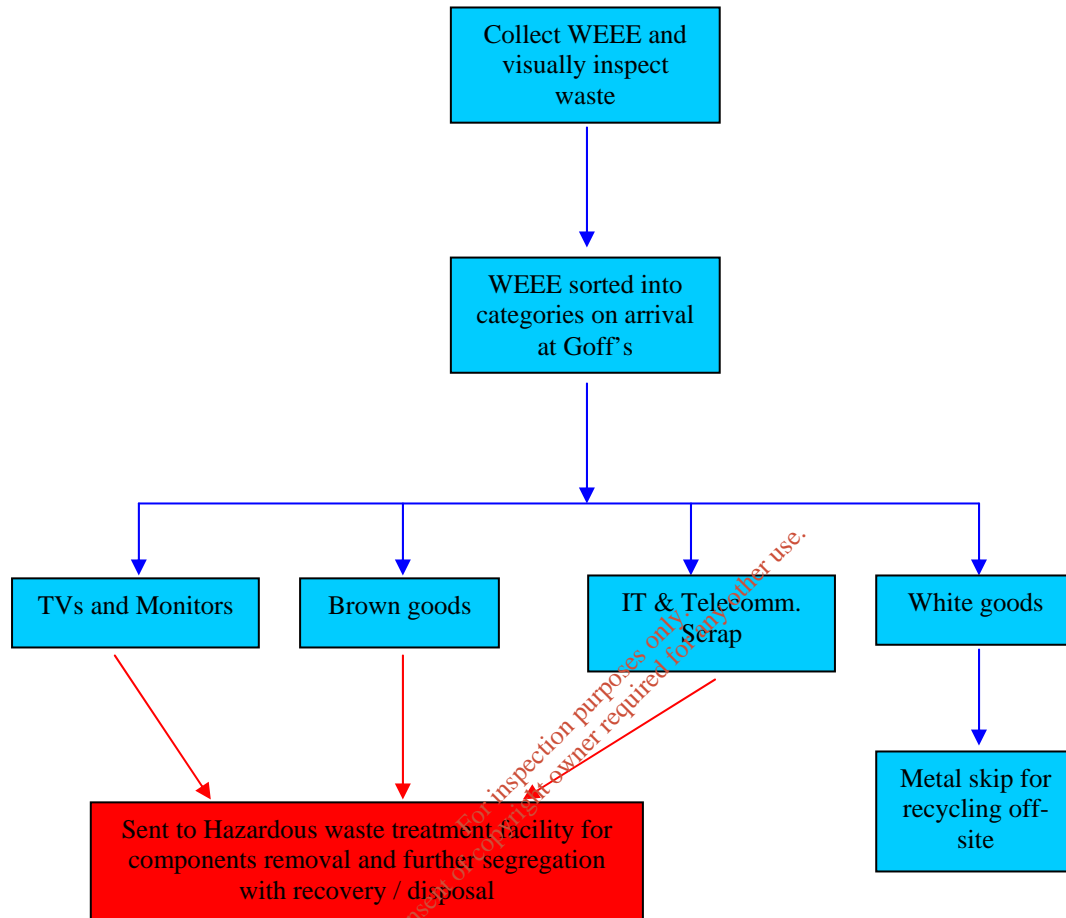 Collect WEEE and
visually inspect
waste
WEEE sorted into
categories on arrival
at Goff’s
TVs and Monitors
Brown goods
IT & Telecomm.
Scrap
White goods
Metal skip for
recycling off-
site
Sent to Hazardous waste treatment facility for
components removal and further segregation
with recovery / disposal
For inspection purposes only.
of copyright owner required for any other use.